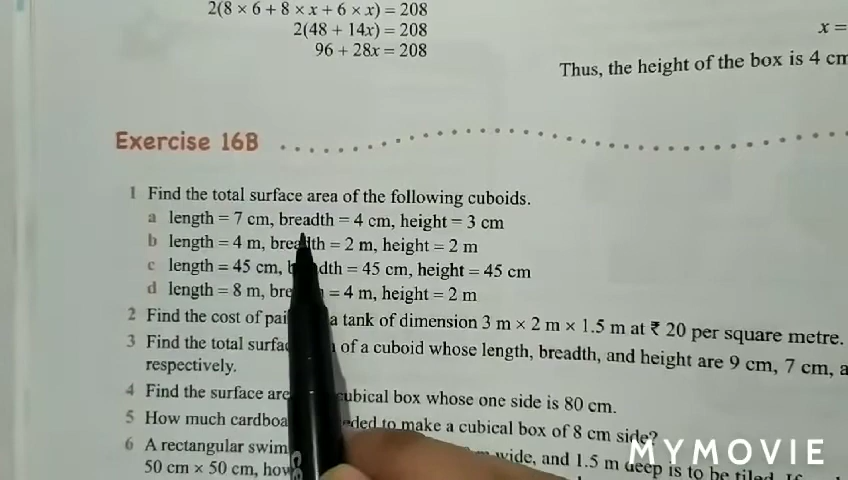 2(8 × 6 + 8 × x + 6 × x) = 208
2(48 + 14x) = 208
96 + 28x = 208
x =
Thus, the height of the box is 4 cm
Exercise 16B
1 Find the total surface area of the following cuboids.
a length = 7 cm, breadth = 4 cm, height = 3 cm
b length = 4 m, breadth = 2 m, height = 2 m
c length = 45 cm, b dth = 45 cm, height = 45 cm
d length = 8 m, bre = 4 m, height = 2 m
2 Find the cost of pai a tank of dimension 3 m × 2 m × 1.5 m at ₹ 20 per square metre.
3 Find the total surfa of a cuboid whose length, breadth, and height are 9 cm, 7 cm, a
respectively.
4 Find the surface are cubical box whose one side is 80 cm.
5 How much cardboa eded to make a cubical box of 8 cm side?
6 A rectangular swim m wide, and 1.5 m deep is to be tiled. If
50 cm × 50 cm, how
MYMOVIE